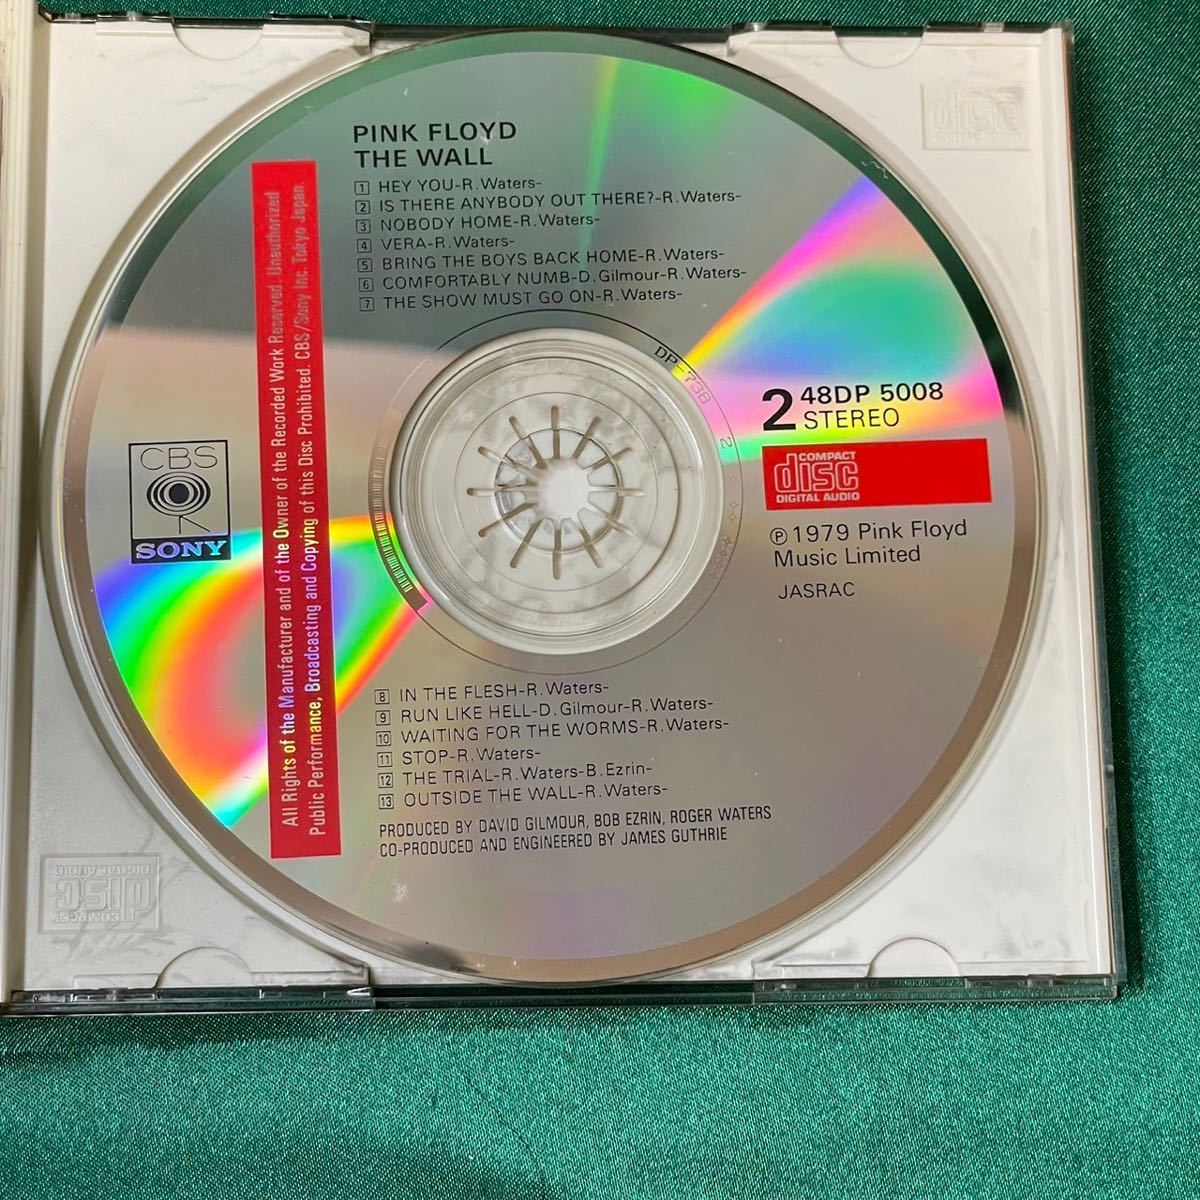 PINK FLOYD
THE WALL
1 HEY YOU-R. Waters-
2 IS THERE ANYBODY OUT THERE?-R. Waters-
3 NOBODY HOME-R. Waters-
4 VERA-R. Waters-
5 BRING THE BOYS BACK HOME-R. Waters-
6 COMFORTABLY NUMB-D. Gilmour-R. Waters-
7 THE SHOW MUST GO ON-R. Waters-
All Rights of the Manufacturer and of the Owner of the Recorded Work Reserved. Unauthorized
Public Performance, Broadcasting and Copying of this Disc Prohibited. CBS/Sony Inc. Tokyo Japan.
CBS
SONY
2 48DP 5008
STEREO
COMPACT
disc
DIGITAL AUDIO
Ⓟ 1979 Pink Floyd
Music Limited
JASRAC
8 IN THE FLESH-R. Waters-
9 RUN LIKE HELL-D. Gilmour-R. Waters-
10 WAITING FOR THE WORMS-R. Waters-
11 STOP-R. Waters-
12 THE TRIAL-R. Waters-B. Ezrin-
13 OUTSIDE THE WALL-R. Waters-
PRODUCED BY DAVID GILMOUR, BOB EZRIN, ROGER WATERS
CO-PRODUCED AND ENGINEERED BY JAMES GUTHRIE
COMPACT
disc
DIGITAL AUDIO